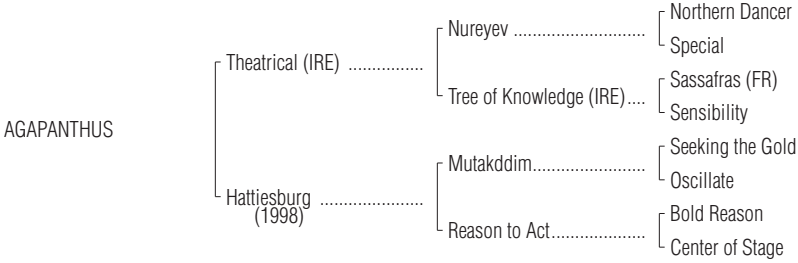 Northern Dancer
Nureyev ............................
Special
Theatrical (IRE) ................
Sassafras (FR)
Tree of Knowledge (IRE)....
Sensibility
AGAPANTHUS
Seeking the Gold
Mutakddim........................
Oscillate
Hattiesburg ......................
(1998)
Bold Reason
Reason to Act....................
Center of Stage